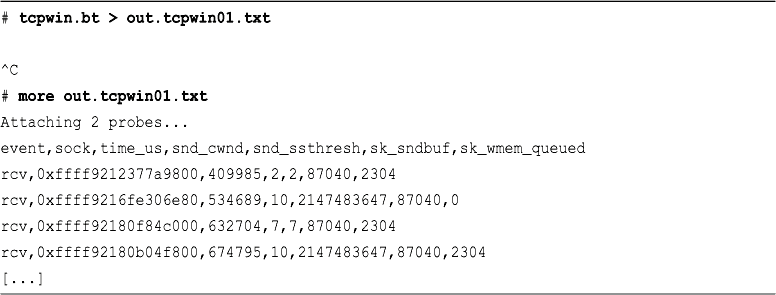 # tcpwin.bt > out.tcpwin01.txt
^C
# more out.tcpwin01.txt
Attaching 2 probes...
event,sock,time_us,snd_cwnd,snd_ssthresh,sk_sndbuf,sk_wmem_queued
rcv,0xffff9212377a9800,409985,2,2,87040,2304
rcv,0xffff9216fe306e80,534689,10,2147483647,87040,0
rcv,0xffff92180f84c000,632704,7,7,87040,2304
rcv,0xffff92180b04f800,674795,10,2147483647,87040,2304
[...]